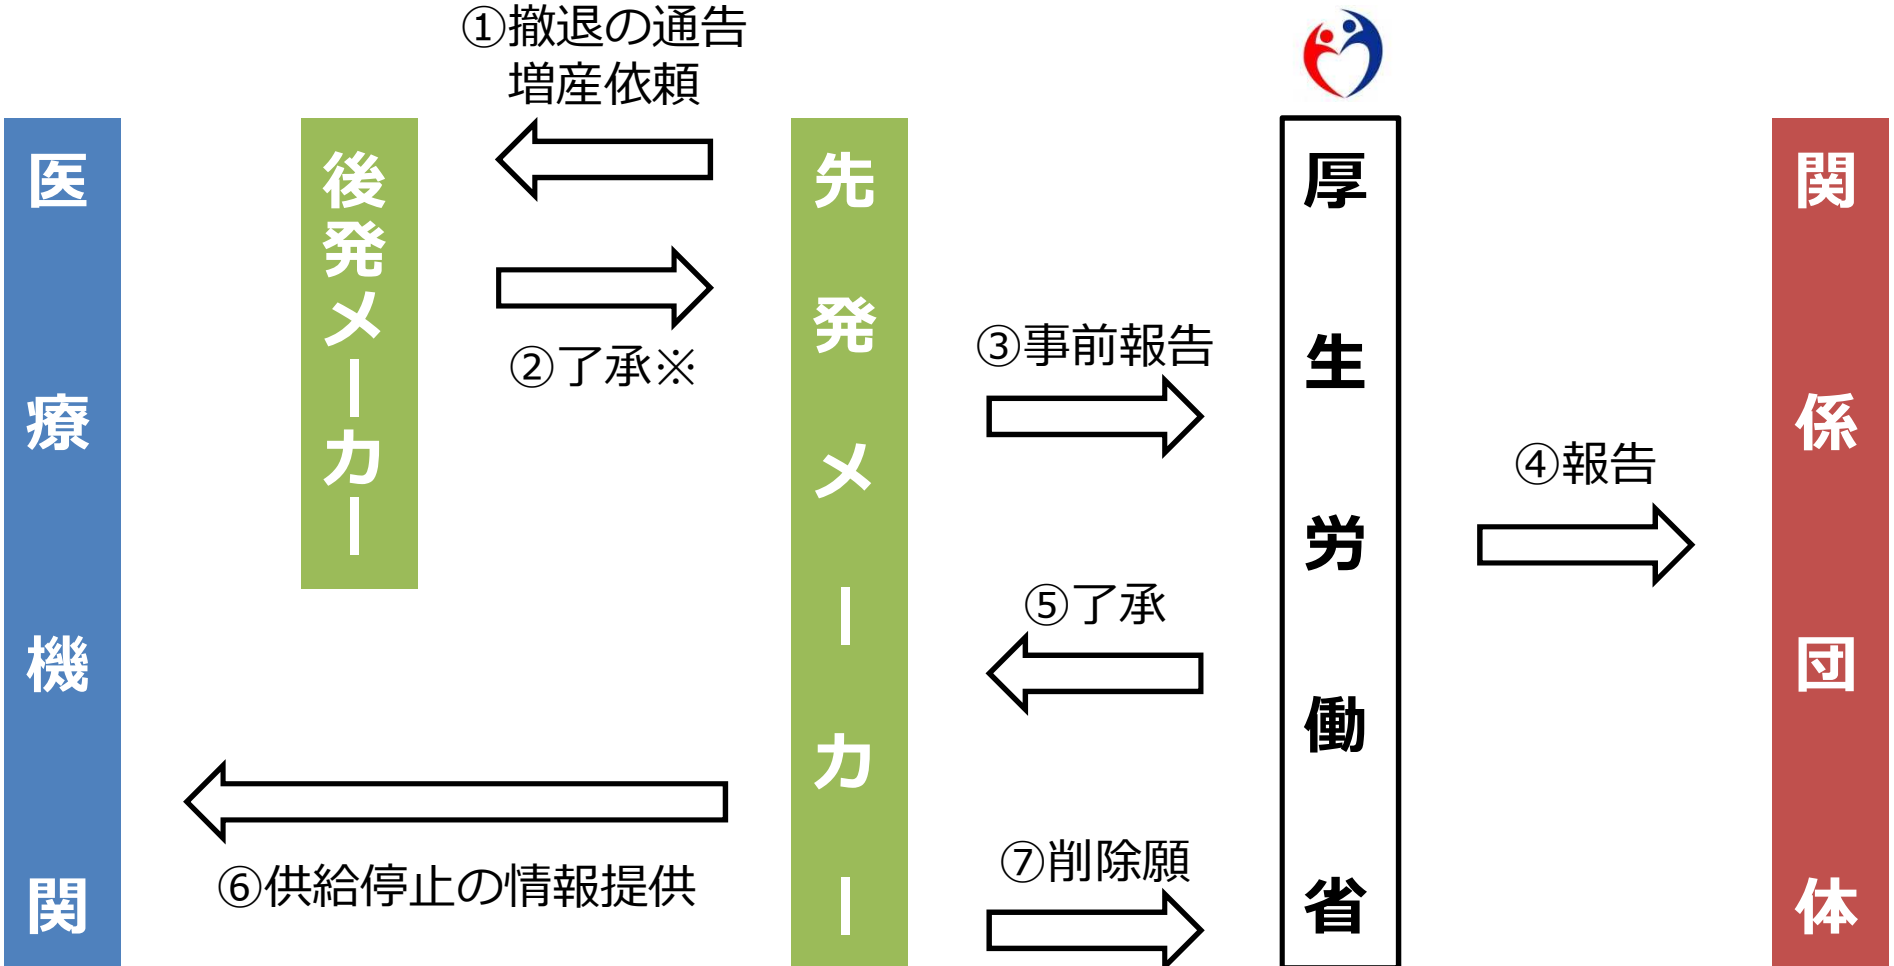 ①撤退の通告
増産依頼
医療機関
後発メーカー
先発メーカー
厚生労働省
関係団体
②了承※
③事前報告
④報告
⑤了承
⑥供給停止の情報提供
⑦削除願